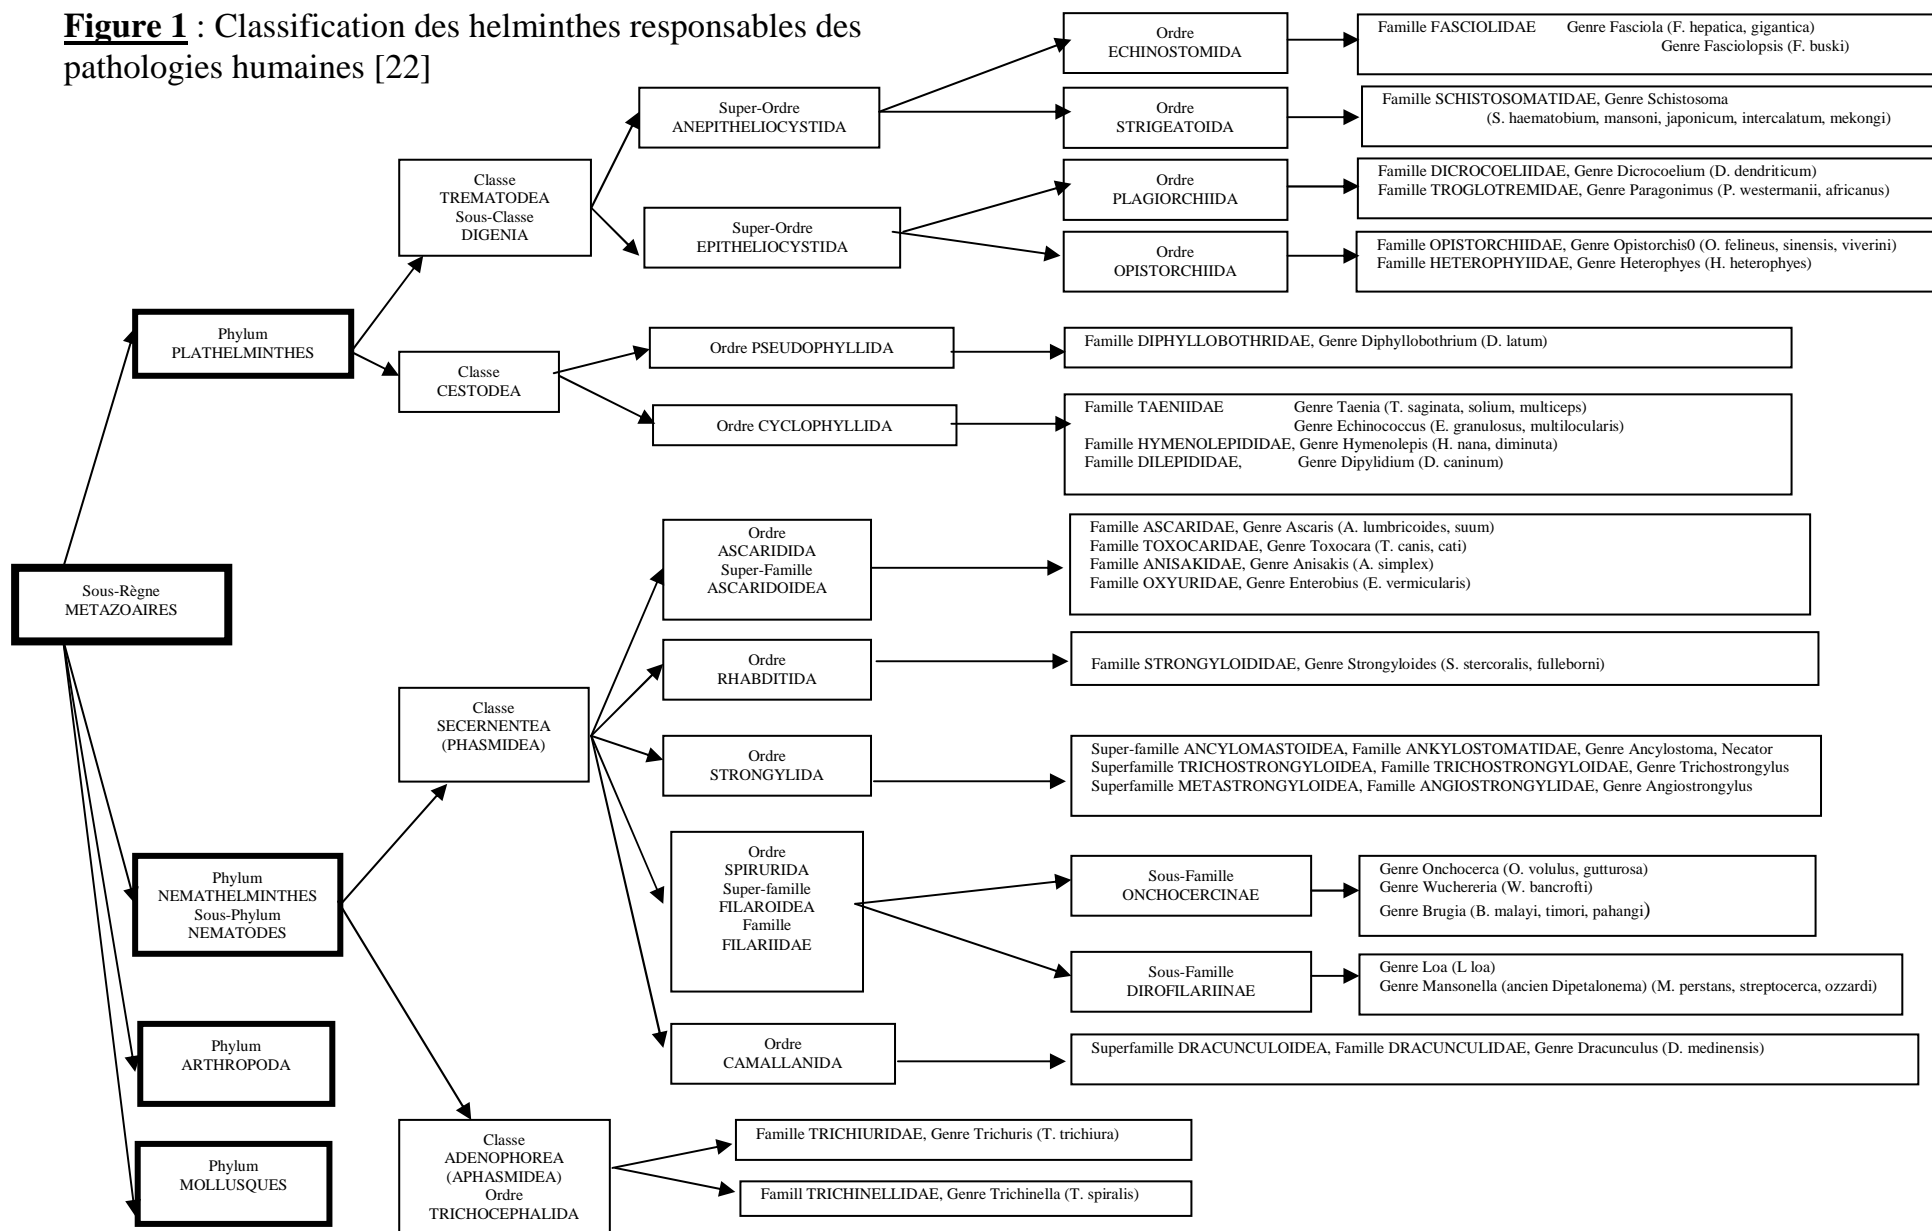 Figure 1 : Classification des helminthes responsables des
pathologies humaines [22]
Sous-Règne
METAZOAIRES
Phylum
PLATHELMINTHES
Classe
TREMATODEA
Sous-Classe
DIGENIA
Super-Ordre
ANEPITHELIOCYSTIDA
Ordre
ECHINOSTOMIDA
Famille FASCIOLIDAE Genre Fasciola (F. hepatica, gigantica)
Genre Fasciolopsis (F. buski)
Ordre
STRIGEATOIDA
Famille SCHISTOSOMATIDAE, Genre Schistosoma
(S. haematobium, mansoni, japonicum, intercalatum, mekongi)
Super-Ordre
EPITHELIOCYSTIDA
Ordre
PLAGIORCHIIDA
Famille DICROCOELIIDAE, Genre Dicrocoelium (D. dendriticum)
Famille TROGLOTREMIDAE, Genre Paragonimus (P. westermanii, africanus)
Ordre
OPISTORCHIIDA
Famille OPISTORCHIIDAE, Genre Opistorchis0 (O. felineus, sinensis, viverini)
Famille HETEROPHYIIDAE, Genre Heterophyes (H. heterophyes)
Classe
CESTODEA
Ordre PSEUDOPHYLLIDA
Famille DIPHYLLOBOTHRIDAE, Genre Diphyllobothrium (D. latum)
Ordre CYCLOPHYLLIDA
Famille TAENIIDAE Genre Taenia (T. saginata, solium, multiceps)
Genre Echinococcus (E. granulosus, multilocularis)
Famille HYMENOLEPIDIDAE, Genre Hymenolepis (H. nana, diminuta)
Famille DILEPIDIDAE, Genre Dipylidium (D. caninum)
Phylum
NEMATHELMINTHES
Sous-Phylum
NEMATODES
Classe
SECERNENTEA
(PHASMIDEA)
Ordre
ASCARIDIDA
Super-Famille
ASCARIDOIDEA
Famille ASCARIDAE, Genre Ascaris (A. lumbricoides, suum)
Famille TOXOCARIDAE, Genre Toxocara (T. canis, cati)
Famille ANISAKIDAE, Genre Anisakis (A. simplex)
Famille OXYURIDAE, Genre Enterobius (E. vermicularis)
Ordre
RHABDITIDA
Famille STRONGYLOIDIDAE, Genre Strongyloides (S. stercoralis, fulleborni)
Ordre
STRONGYLIDA
Super-famille ANCYLOMASTOIDEA, Famille ANKYLOSTOMATIDAE, Genre Ancylostoma, Necator
Superfamille TRICHOSTRONGYLOIDEA, Famille TRICHOSTRONGYLOIDAE, Genre Trichostrongylus
Superfamille METASTRONGYLOIDEA, Famille ANGIOSTRONGYLIDAE, Genre Angiostrongylus
Ordre
SPIRURIDA
Super-famille
FILAROIDEA
Famille
FILARIIDAE
Sous-Famille
ONCHOCERCINAE
Genre Onchocerca (O. volulus, gutturosa)
Genre Wuchereria (W. bancrofti)
Genre Brugia (B. malayi, timori, pahangi)
Sous-Famille
DIROFILARIINAE
Genre Loa (L loa)
Genre Mansonella (ancien Dipetalonema) (M. perstans, streptocerca, ozzardi)
Ordre
CAMALLANIDA
Superfamille DRACUNCULOIDEA, Famille DRACUNCULIDAE, Genre Dracunculus (D. medinensis)
Classe
ADENOPHOREA
(APHASMIDEA)
Ordre
TRICHOCEPHALIDA
Famille TRICHIURIDAE, Genre Trichuris (T. trichiura)
Famill TRICHINELLIDAE, Genre Trichinella (T. spiralis)
Phylum
ARTHROPODA
Phylum
MOLLUSQUES